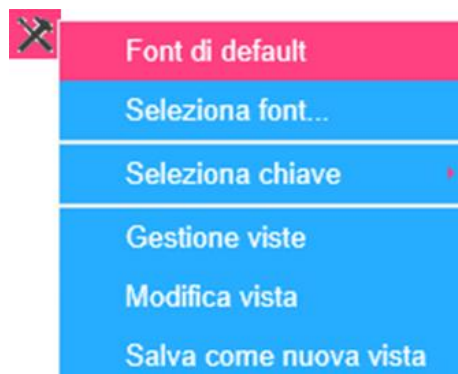 Font di default
Seleziona font...
Seleziona chiave
Gestione viste
Modifica vista
Salva come nuova vista